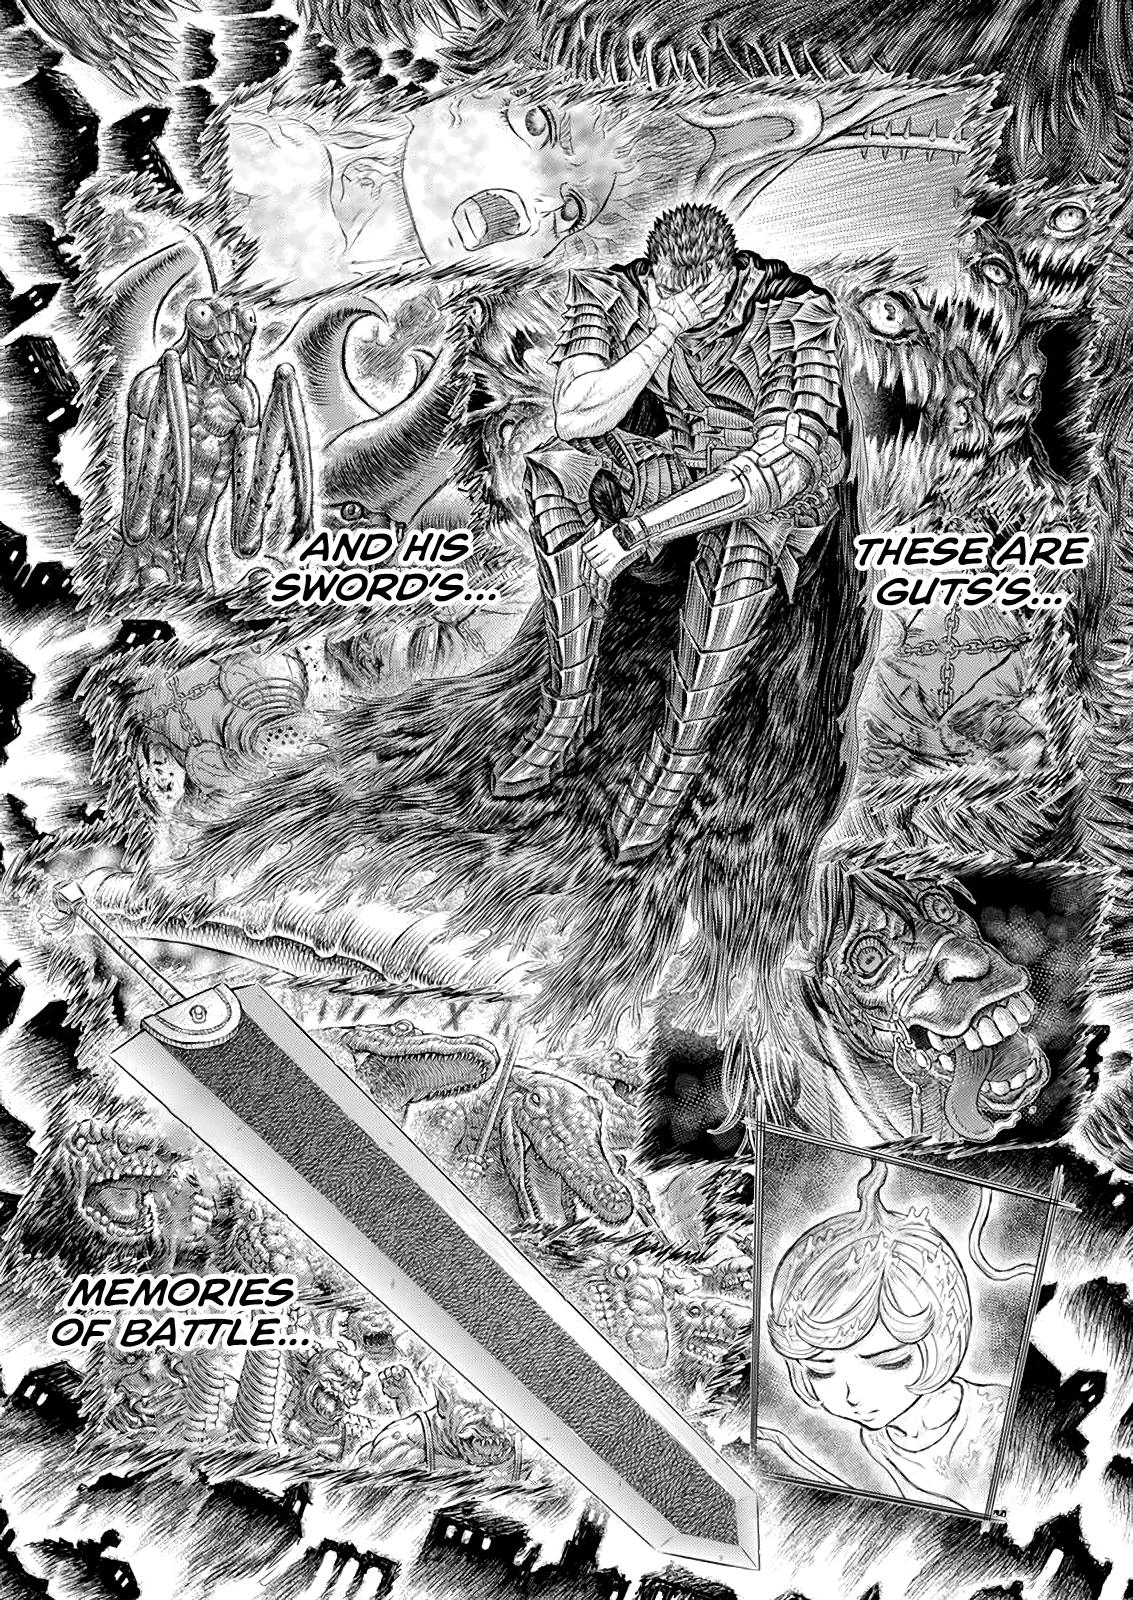 THESE ARE
GUTS'S...
AND HIS
SWORD'S...
MEMORIES
OF BATTLE...